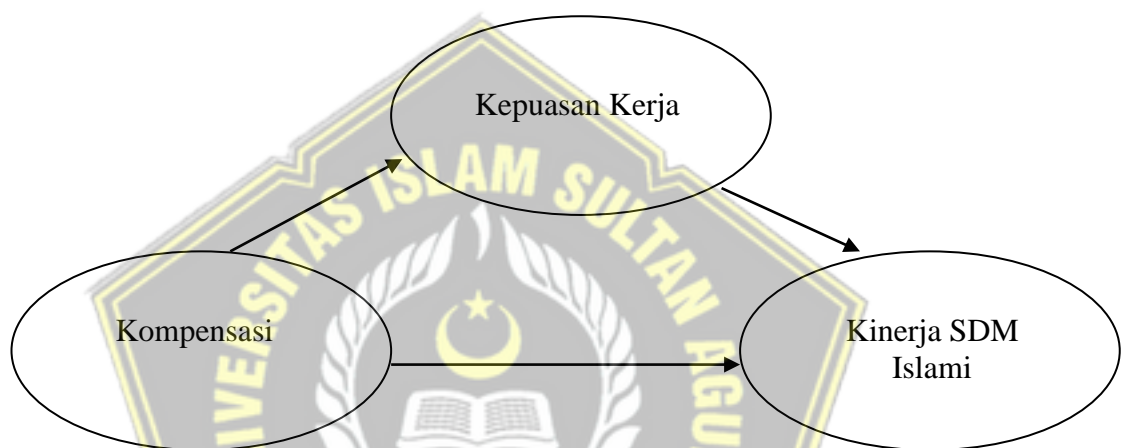 Kepuasan Kerja
Kompensasi
Kinerja SDM
Islami
UNIVERSITAS ISLAM SULTAN AGUNG